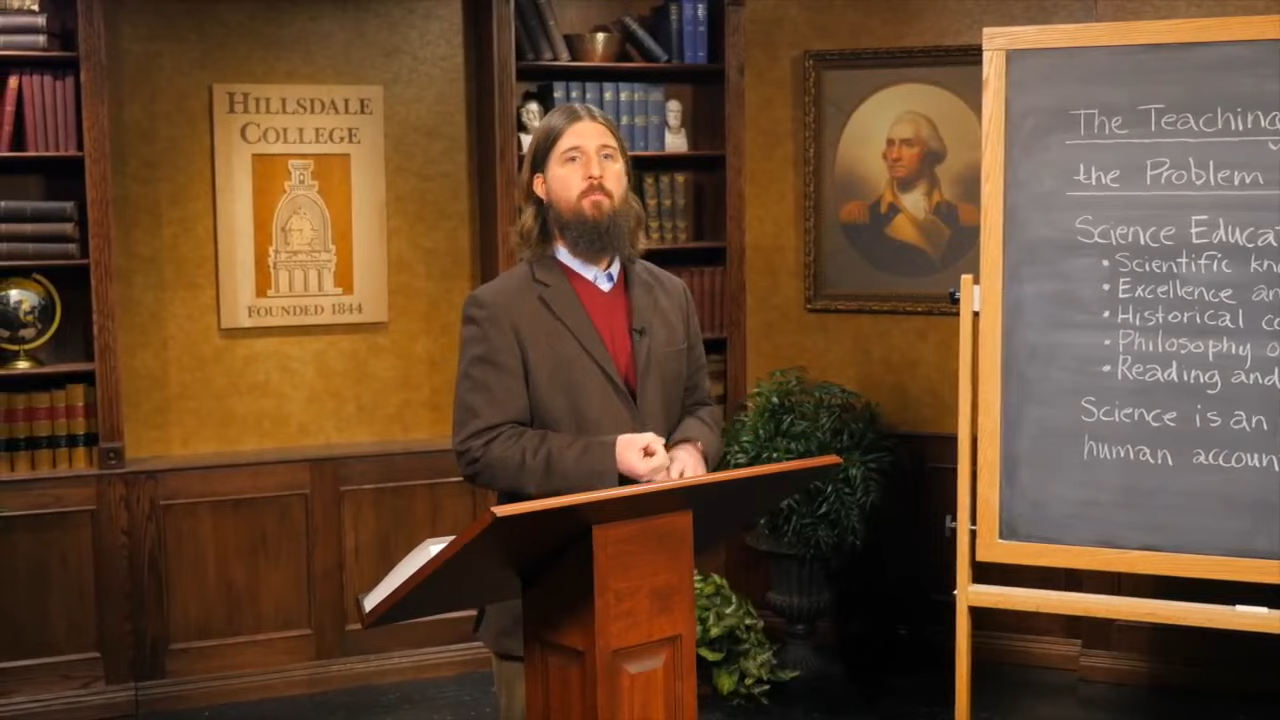 HILLSDALE
COLLEGE
FOUNDED 1844
The Teaching
the Problem
Science Educa
• Scientific kn
• Excellence an
• Historical co
• Philosophy o
• Reading and
Science is an
human accoun